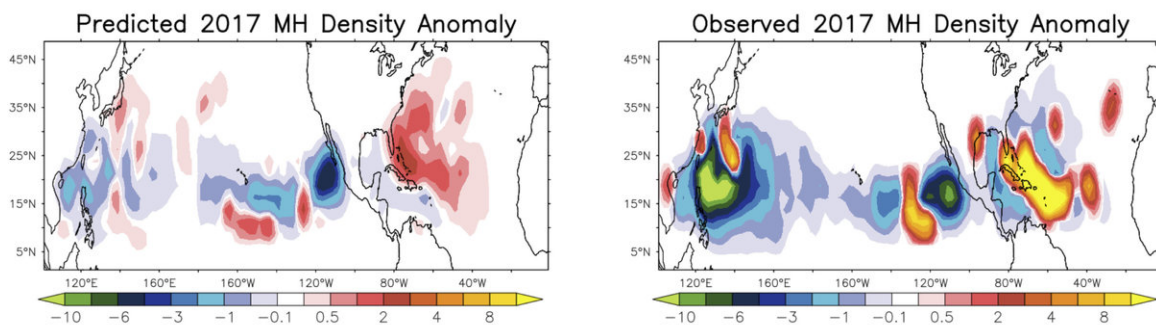 Predicted 2017 MH Density Anomaly
45°N
35°N
25°N
15°N
5°N
120°E 160°E 160°W 120°W 80°W 40°W
-10 -6 -3 -1 -0.1 0.5 2 4 8
Observed 2017 MH Density Anomaly
45°N
35°N
25°N
15°N
5°N
120°E 160°E 160°W 120°W 80°W 40°W
-10 -6 -3 -1 -0.1 0.5 2 4 8